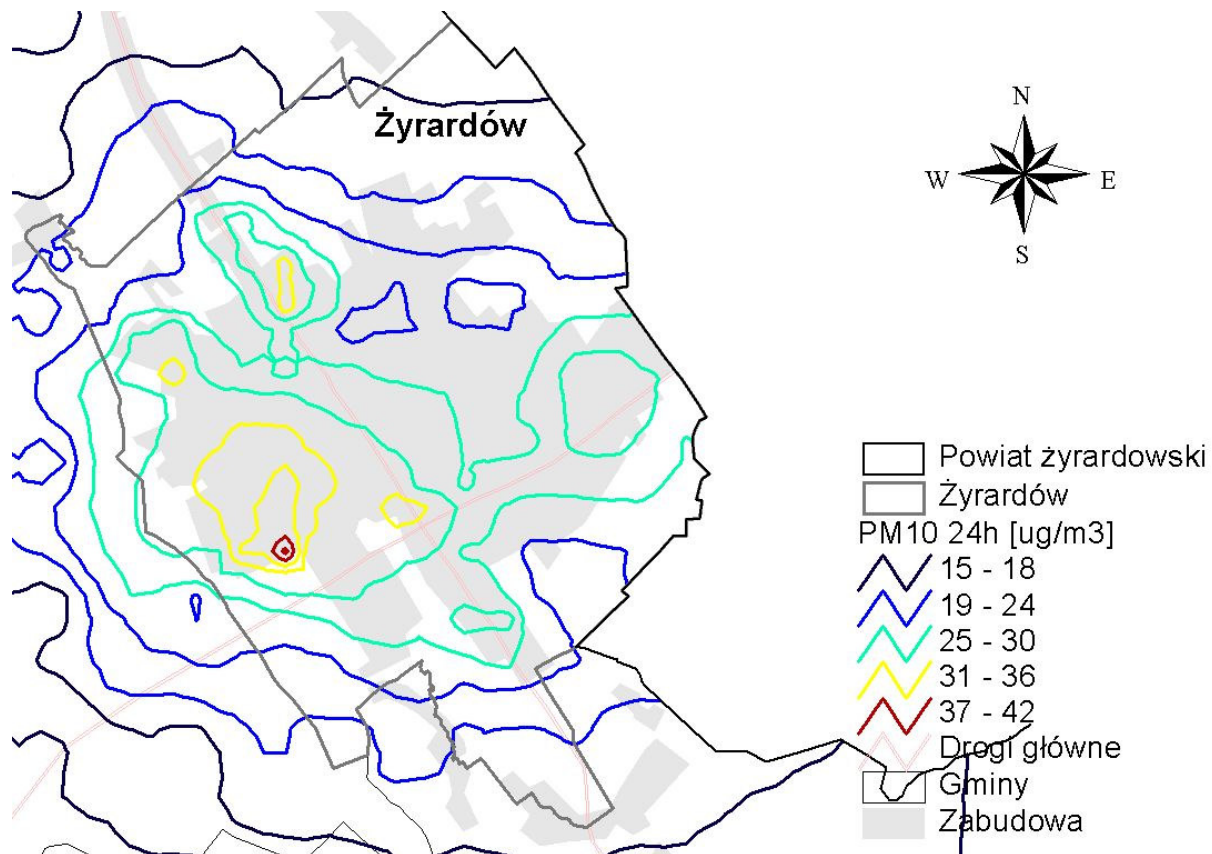 Żyrardów
N
W E
S
Powiat żyrardowski
Żyrardów
PM10 24h [ug/m3]
15 - 18
19 - 24
25 - 30
31 - 36
37 - 42
Drogi główne
Gminy
Zabudowa